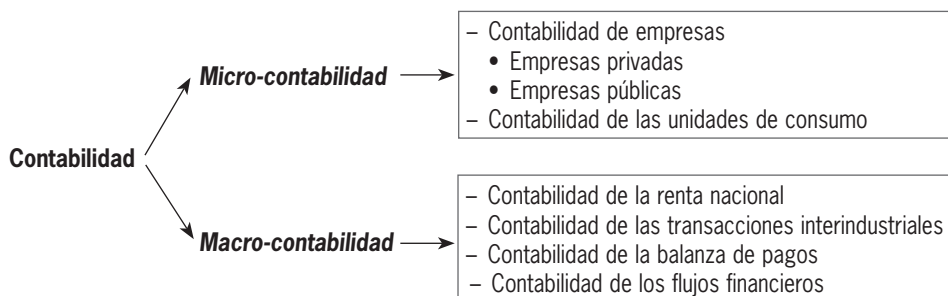 Contabilidad
Micro-contabilidad
– Contabilidad de empresas
• Empresas privadas
• Empresas públicas
– Contabilidad de las unidades de consumo
Macro-contabilidad
– Contabilidad de la renta nacional
– Contabilidad de las transacciones interindustriales
– Contabilidad de la balanza de pagos
– Contabilidad de los flujos financieros